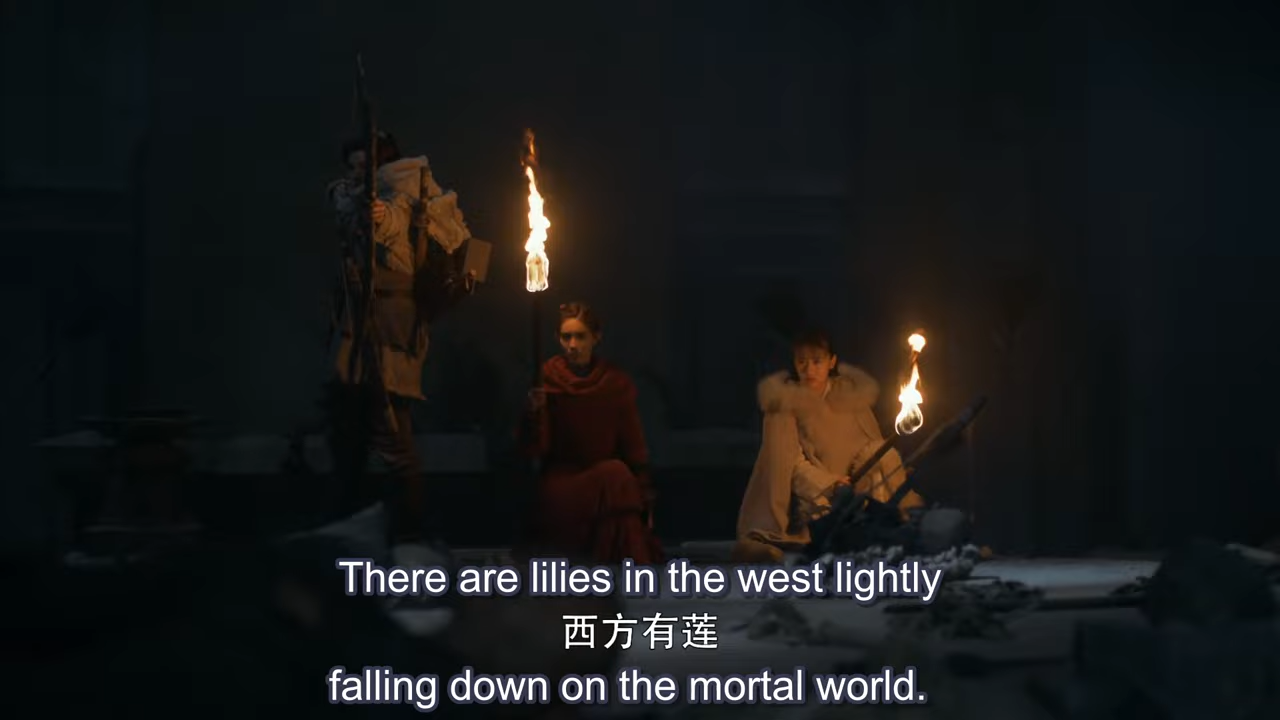 There are lilies in the west lightly
西方有莲
falling down on the mortal world.